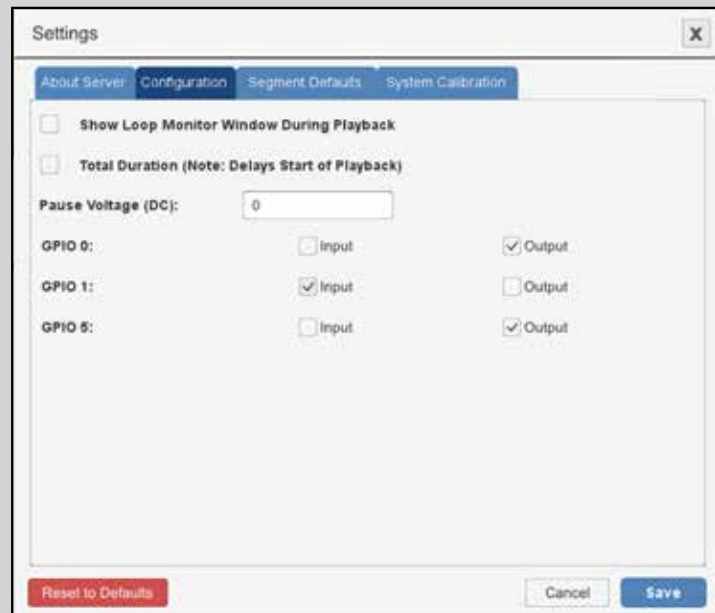 Settings
X
About Server Configuration Segment Defaults System Calibration
Show Loop Monitor Window During Playback
Total Duration (Note: Delays Start of Playback)
Pause Voltage (DC): 0
GPIO 0: Input Output
GPIO 1: Input Output
GPIO 5: Input Output
Reset to Defaults Cancel Save